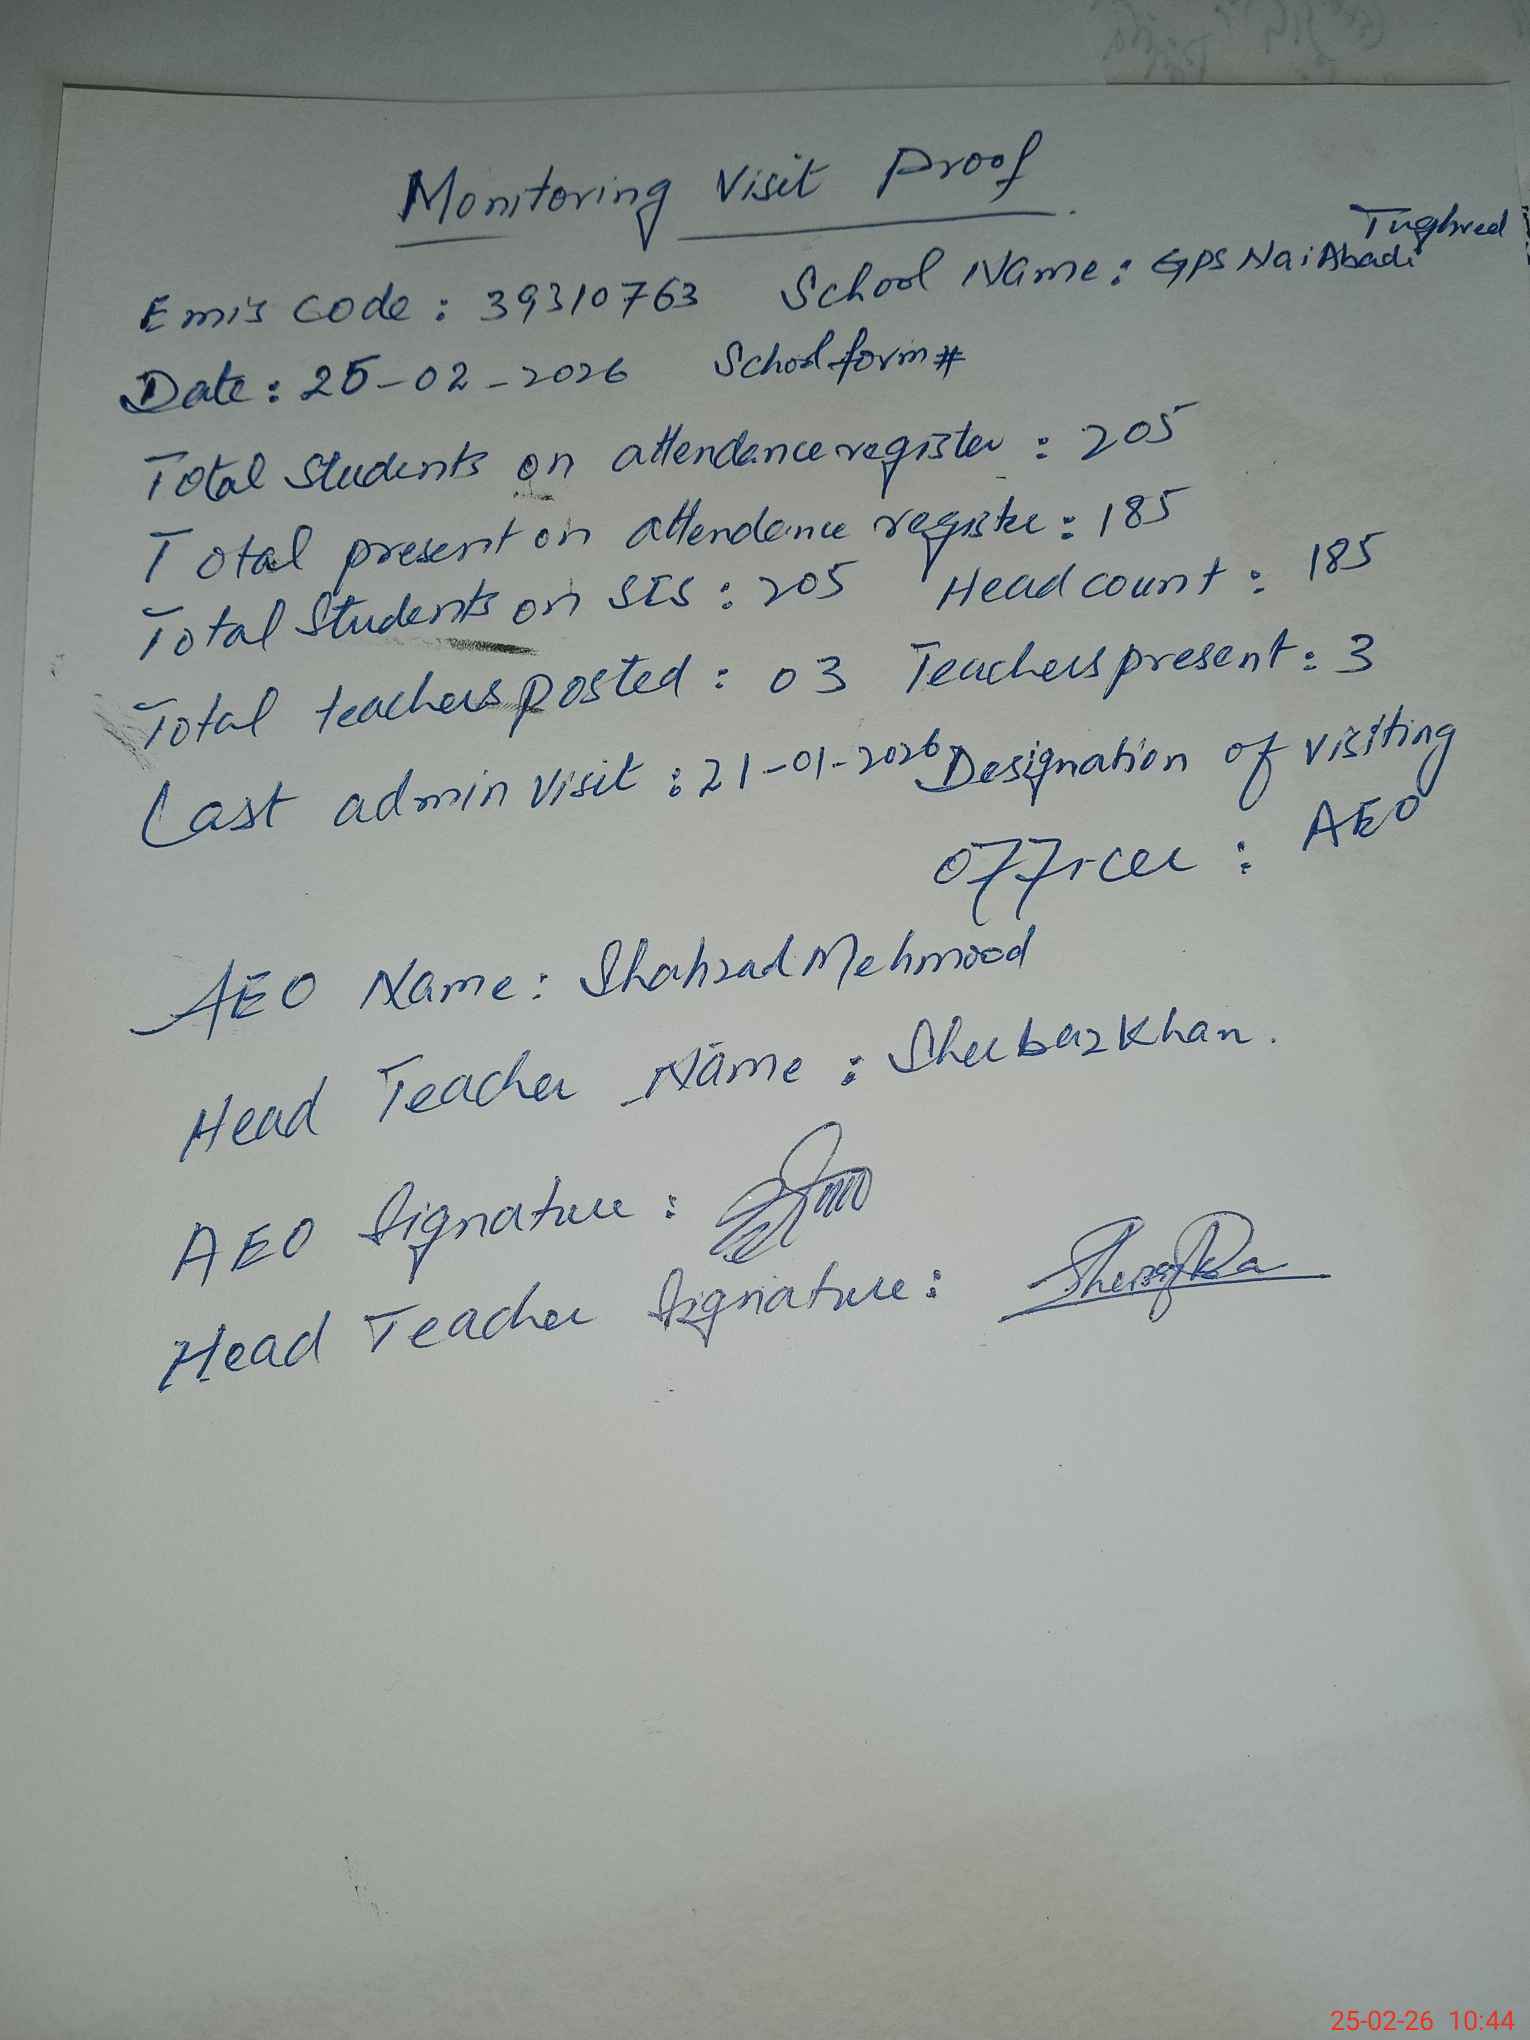 Monitoring Visit Proof
Emis Code : 39310763 School Name : GPS Nai Abadi Tughred
Date : 25-02-2026 School form #
Total Students on attendance register : 205
Total present on attendance register : 185
Total Students on SIS : 205 Head count : 185
Total teachers posted : 03 Teachers present : 3
Last admin visit : 21-01-2026 Designation of visiting
officer : AEO
AEO Name : Shahzad Mehmood
Head Teacher Name : Sheebaz Khan.
AEO Signature :
Head Teacher Signature :
25-02-26 10:44